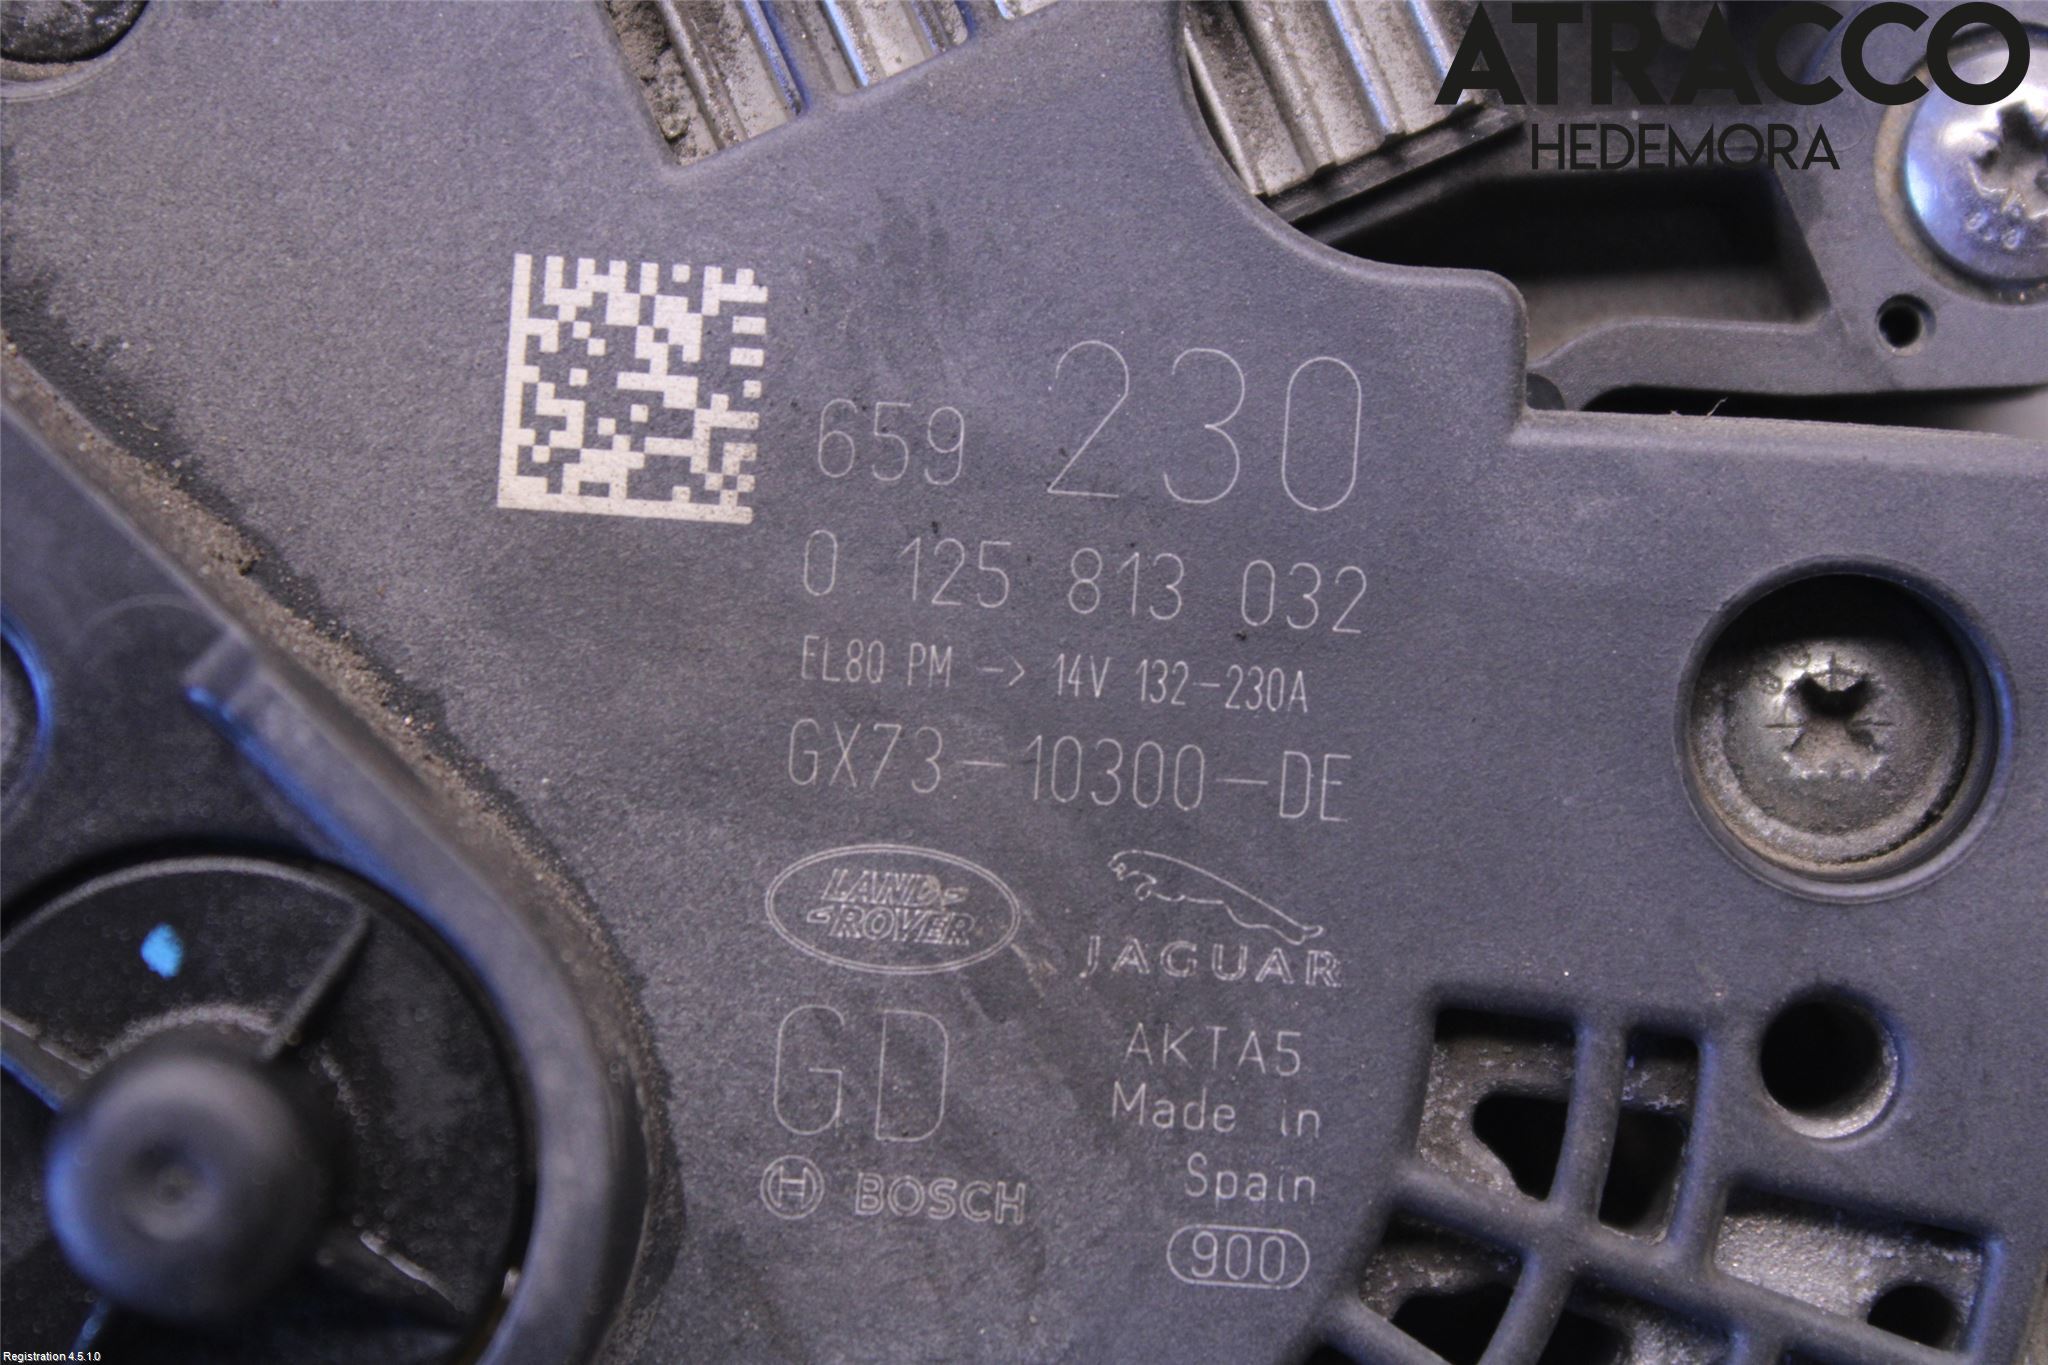 ATRACCO
HEDEMORA
659 230
0 125 813 032
EL8Q PM -> 14V 132-230A
GX73-10300-DE
LAND-
-ROVER
JAGUAR
GD
AKTA5
Made in
Spain
BOSCH
900
Registration 4.5.1.0